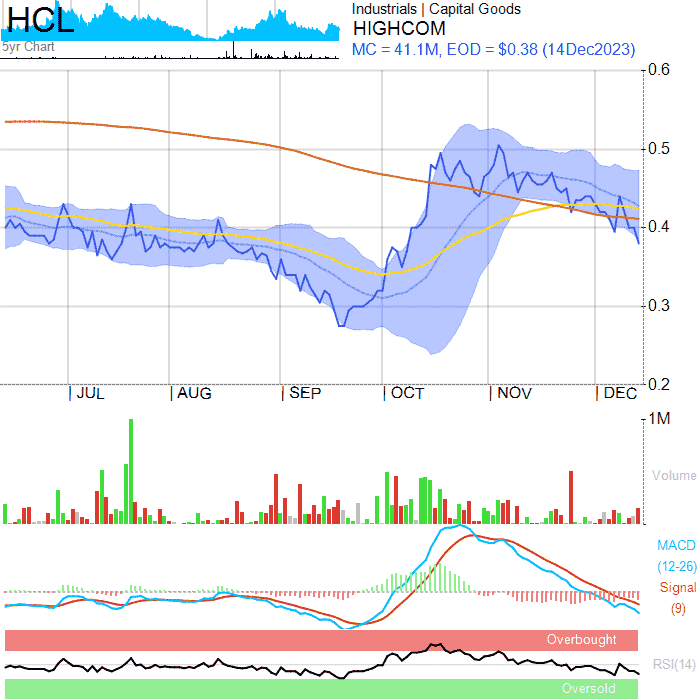 HCL
5yr Chart
Industrials | Capital Goods
HIGHCOM
MC = 41.1M, EOD = $0.38 (14Dec2023)
0.6
0.5
0.4
0.3
0.2
| JUL | AUG | SEP | OCT | NOV | DEC
1M
Volume
MACD
(12-26)
Signal
(9)
Overbought
RSI(14)
Oversold